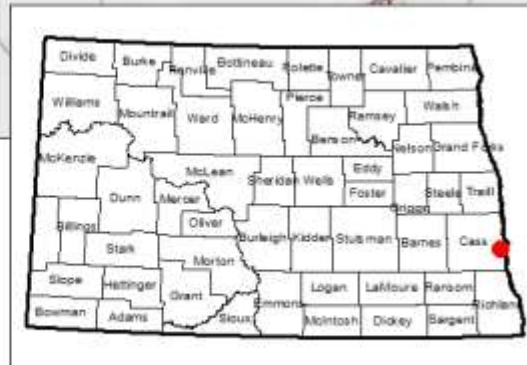 Divide Burke Renville Bottineau Rolette Towner Cavalier Pembina
Williams Mountrail Ward McHenry Pierce Ramsey Walsh
McKenzie Benson Nelson Grand Forks
McLean Sheridan Wells Eddy
Dunn Mercer Foster Griggs Steele Traill
Billings Oliver Burleigh Kidder Stutsman Barnes Cass
Stark Morton
Slope Hettinger Grant Emmons Logan LaMoure Ransom Richland
Bowman Adams Sioux McIntosh Dickey Sargent